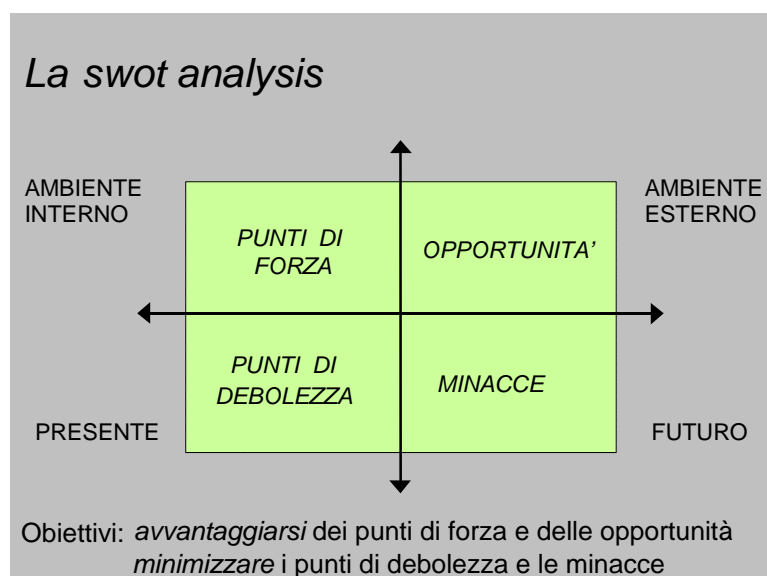 La swot analysis
AMBIENTE
INTERNO
AMBIENTE
ESTERNO
PUNTI DI
FORZA
OPPORTUNITA'
PUNTI DI
DEBOLEZZA
MINACCE
PRESENTE
FUTURO
Obiettivi: avvantaggiarsi dei punti di forza e delle opportunità
minimizzare i punti di debolezza e le minacce